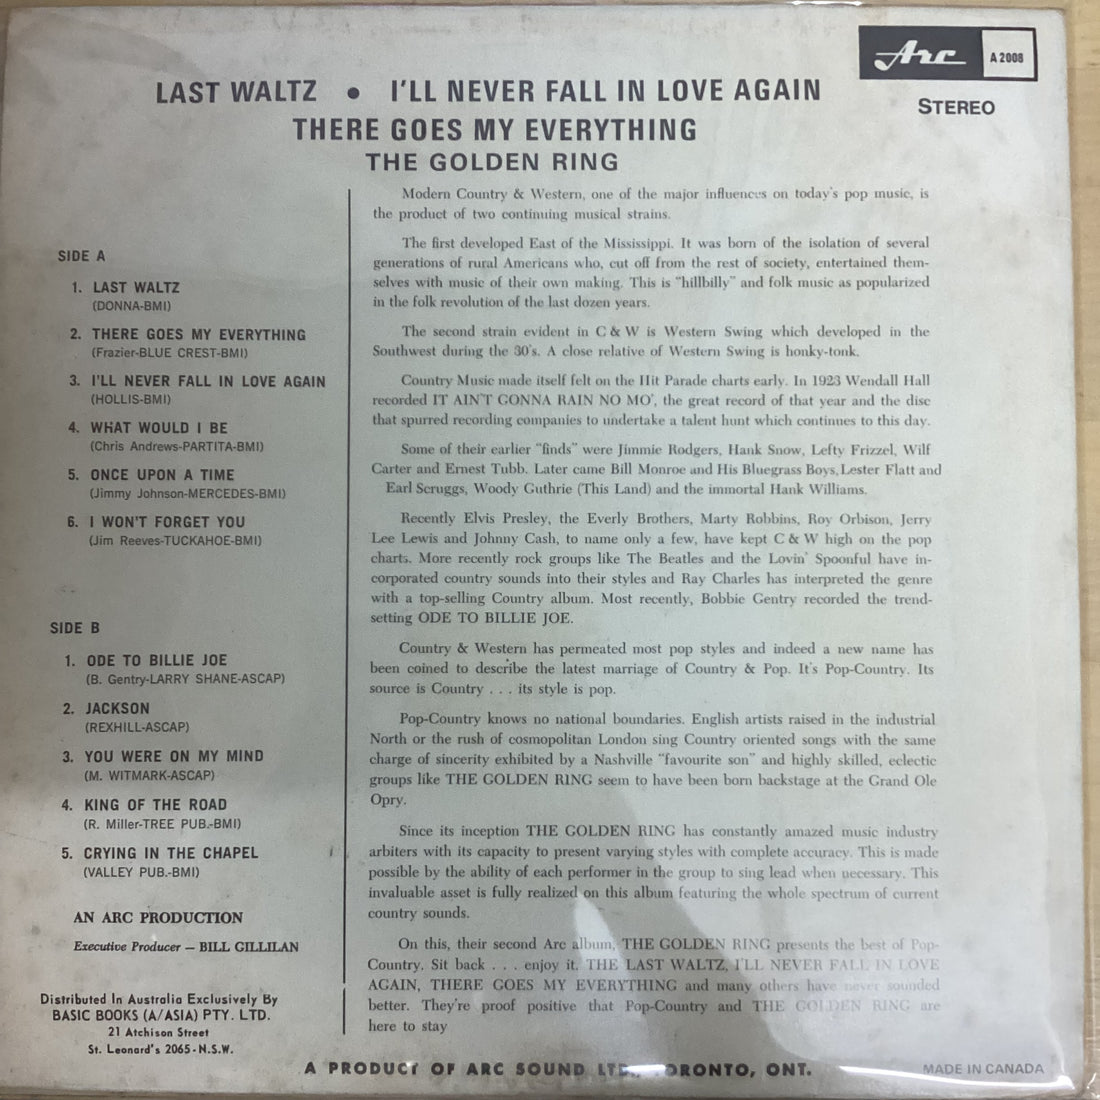 Arc
A 2008
STEREO
LAST WALTZ • I'LL NEVER FALL IN LOVE AGAIN
THERE GOES MY EVERYTHING
THE GOLDEN RING
SIDE A
1. LAST WALTZ
(DONNA-BMI)
2. THERE GOES MY EVERYTHING
(Frazier-BLUE CREST-BMI)
3. I'LL NEVER FALL IN LOVE AGAIN
(HOLLIS-BMI)
4. WHAT WOULD I BE
(Chris Andrews-PARTITA-BMI)
5. ONCE UPON A TIME
(Jimmy Johnson-MERCEDES-BMI)
6. I WON'T FORGET YOU
(Jim Reeves-TUCKAHOE-BMI)
SIDE B
1. ODE TO BILLIE JOE
(B. Gentry-LARRY SHANE-ASCAP)
2. JACKSON
(REXHILL-ASCAP)
3. YOU WERE ON MY MIND
(M. WITMARK-ASCAP)
4. KING OF THE ROAD
(R. Miller-TREE PUB.-BMI)
5. CRYING IN THE CHAPEL
(VALLEY PUB.-BMI)
AN ARC PRODUCTION
Executive Producer — BILL GILLILAN
Distributed In Australia Exclusively By
BASIC BOOKS (A/ASIA) PTY. LTD.
21 Atchison Street
St. Leonard's 2065 - N.S.W.
Modern Country & Western, one of the major influences on today's pop music, is
the product of two continuing musical strains.
The first developed East of the Mississippi. It was born of the isolation of several
generations of rural Americans who, cut off from the rest of society, entertained them-
selves with music of their own making. This is "hillbilly" and folk music as popularized
in the folk revolution of the last dozen years.
The second strain evident in C & W is Western Swing which developed in the
Southwest during the 30's. A close relative of Western Swing is honky-tonk.
Country Music made itself felt on the Hit Parade charts early. In 1923 Wendall Hall
recorded IT AIN'T GONNA RAIN NO MO', the great record of that year and the disc
that spurred recording companies to undertake a talent hunt which continues to this day.
Some of their earlier "finds" were Jimmie Rodgers, Hank Snow, Lefty Frizzel, Wilf
Carter and Ernest Tubb. Later came Bill Monroe and His Bluegrass Boys, Lester Flatt and
Earl Scruggs, Woody Guthrie (This Land) and the immortal Hank Williams.
Recently Elvis Presley, the Everly Brothers, Marty Robbins, Roy Orbison, Jerry
Lee Lewis and Johnny Cash, to name only a few, have kept C & W high on the pop
charts. More recently rock groups like The Beatles and the Lovin' Spoonful have in-
corporated country sounds into their styles and Ray Charles has interpreted the genre
with a top-selling Country album. Most recently, Bobbie Gentry recorded the trend-
setting ODE TO BILLIE JOE.
Country & Western has permeated most pop styles and indeed a new name has
been coined to describe the latest marriage of Country & Pop. It's Pop-Country. Its
source is Country . . . its style is pop.
Pop-Country knows no national boundaries. English artists raised in the industrial
North or the rush of cosmopolitan London sing Country oriented songs with the same
charge of sincerity exhibited by a Nashville "favourite son" and highly skilled, eclectic
groups like THE GOLDEN RING seem to have been born backstage at the Grand Ole
Opry.
Since its inception THE GOLDEN RING has constantly amazed music industry
arbiters with its capacity to present varying styles with complete accuracy. This is made
possible by the ability of each performer in the group to sing lead when necessary. This
invaluable asset is fully realized on this album featuring the whole spectrum of current
country sounds.
On this, their second Arc album, THE GOLDEN RING presents the best of Pop-
Country. Sit back . . . enjoy it. THE LAST WALTZ, I'LL NEVER FALL IN LOVE
AGAIN, THERE GOES MY EVERYTHING and many others have never sounded
better. They're proof positive that Pop-Country and THE GOLDEN RING are
here to stay
A PRODUCT OF ARC SOUND LTD., TORONTO, ONT.
MADE IN CANADA